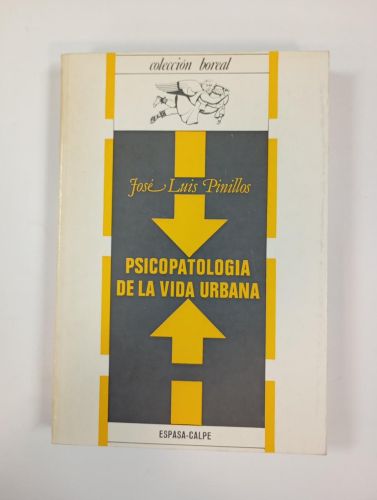 colección boreal
José Luis Pinillos
PSICOPATOLOGIA
DE LA VIDA URBANA
ESPASA-CALPE